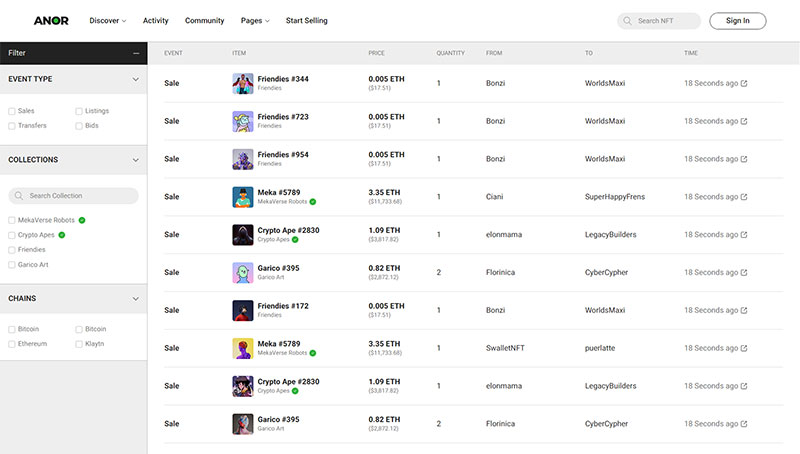 ANOR Discover Activity Community Pages Start Selling Search NFT Sign In
Filter
EVENT TYPE
Sales Listings
Transfers Bids
COLLECTIONS
Search Collection
MekaVerse Robots
Crypto Apes
Friendies
Garico Art
CHAINS
Bitcoin Bitcoin
Ethereum Klaytn
EVENT ITEM PRICE QUANTITY FROM TO TIME
Sale Friendies #344 0.005 ETH 1 Bonzi WorldsMaxi 18 Seconds ago
Friendies ($17.51)
Sale Friendies #723 0.005 ETH 1 Bonzi WorldsMaxi 18 Seconds ago
Friendies ($17.51)
Sale Friendies #954 0.005 ETH 1 Bonzi WorldsMaxi 18 Seconds ago
Friendies ($17.51)
Sale Meka #5789 3.35 ETH 1 Ciani SuperHappyFrens 18 Seconds ago
MekaVerse Robots ($11,733.68)
Sale Crypto Ape #2830 1.09 ETH 1 elonmama LegacyBuilders 18 Seconds ago
Crypto Apes ($3,817.82)
Sale Garico #395 0.82 ETH 2 Florinica CyberCypher 18 Seconds ago
Garico Art ($2,872.12)
Sale Friendies #172 0.005 ETH 1 Bonzi WorldsMaxi 18 Seconds ago
Friendies ($17.51)
Sale Meka #5789 3.35 ETH 1 SwalletNFT puerlatte 18 Seconds ago
MekaVerse Robots ($11,733.68)
Sale Crypto Ape #2830 1.09 ETH 1 elonmama LegacyBuilders 18 Seconds ago
Crypto Apes ($3,817.82)
Sale Garico #395 0.82 ETH 2 Florinica CyberCypher 18 Seconds ago
Garico Art ($2,872.12)